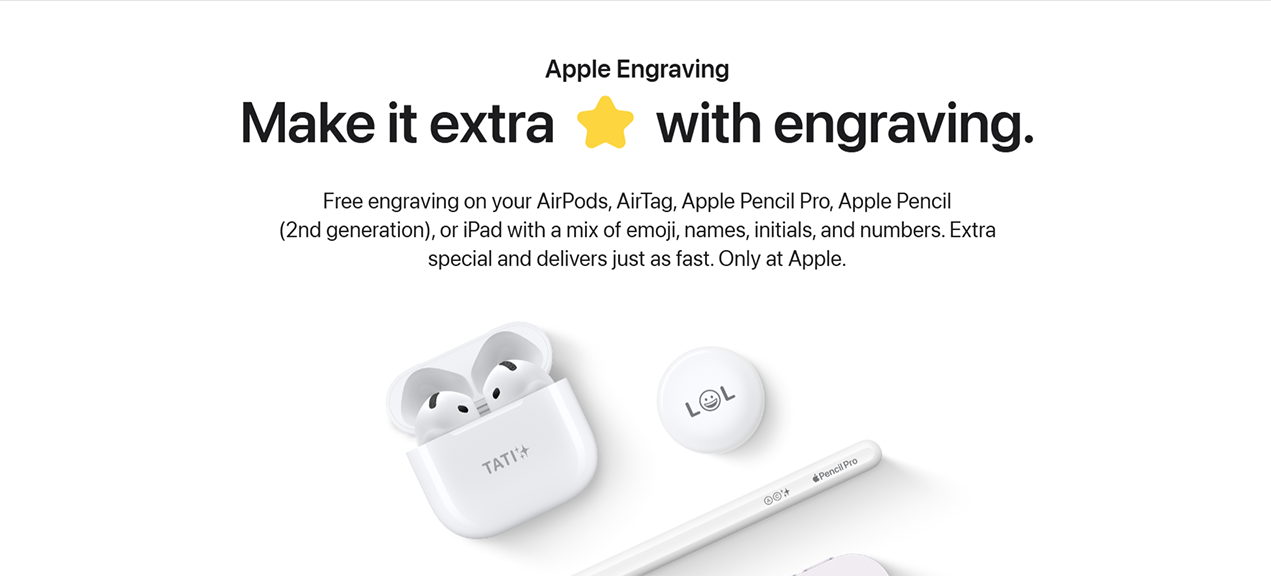 Apple Engraving
Make it extra ⭐ with engraving.
Free engraving on your AirPods, AirTag, Apple Pencil Pro, Apple Pencil
(2nd generation), or iPad with a mix of emoji, names, initials, and numbers. Extra
special and delivers just as fast. Only at Apple.
TATI✨
L😃L
ⒶⒸ✨ Pencil Pro